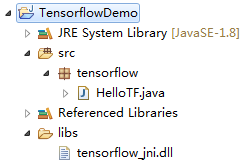 TensorflowDemo
JRE System Library [JavaSE-1.8]
src
tensorflow
HelloTF.java
Referenced Libraries
libs
tensorflow_jni.dll